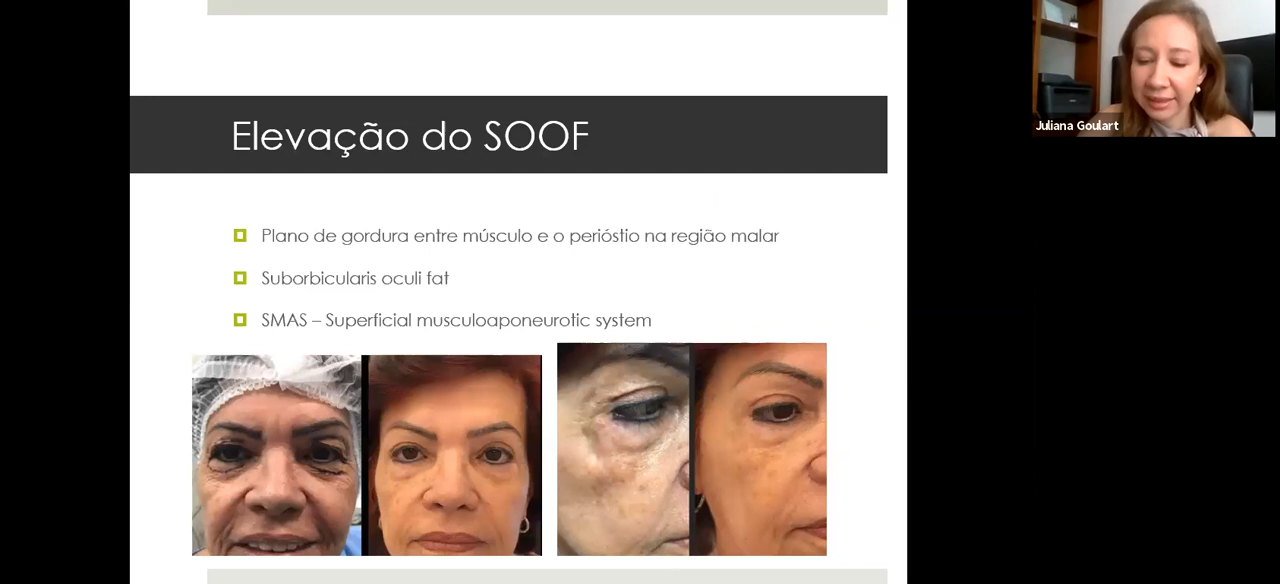 Elevação do SOOF
Juliana Goulart
Plano de gordura entre músculo e o perióstio na região malar
Suborbicularis oculi fat
SMAS – Superficial musculoaponeurotic system